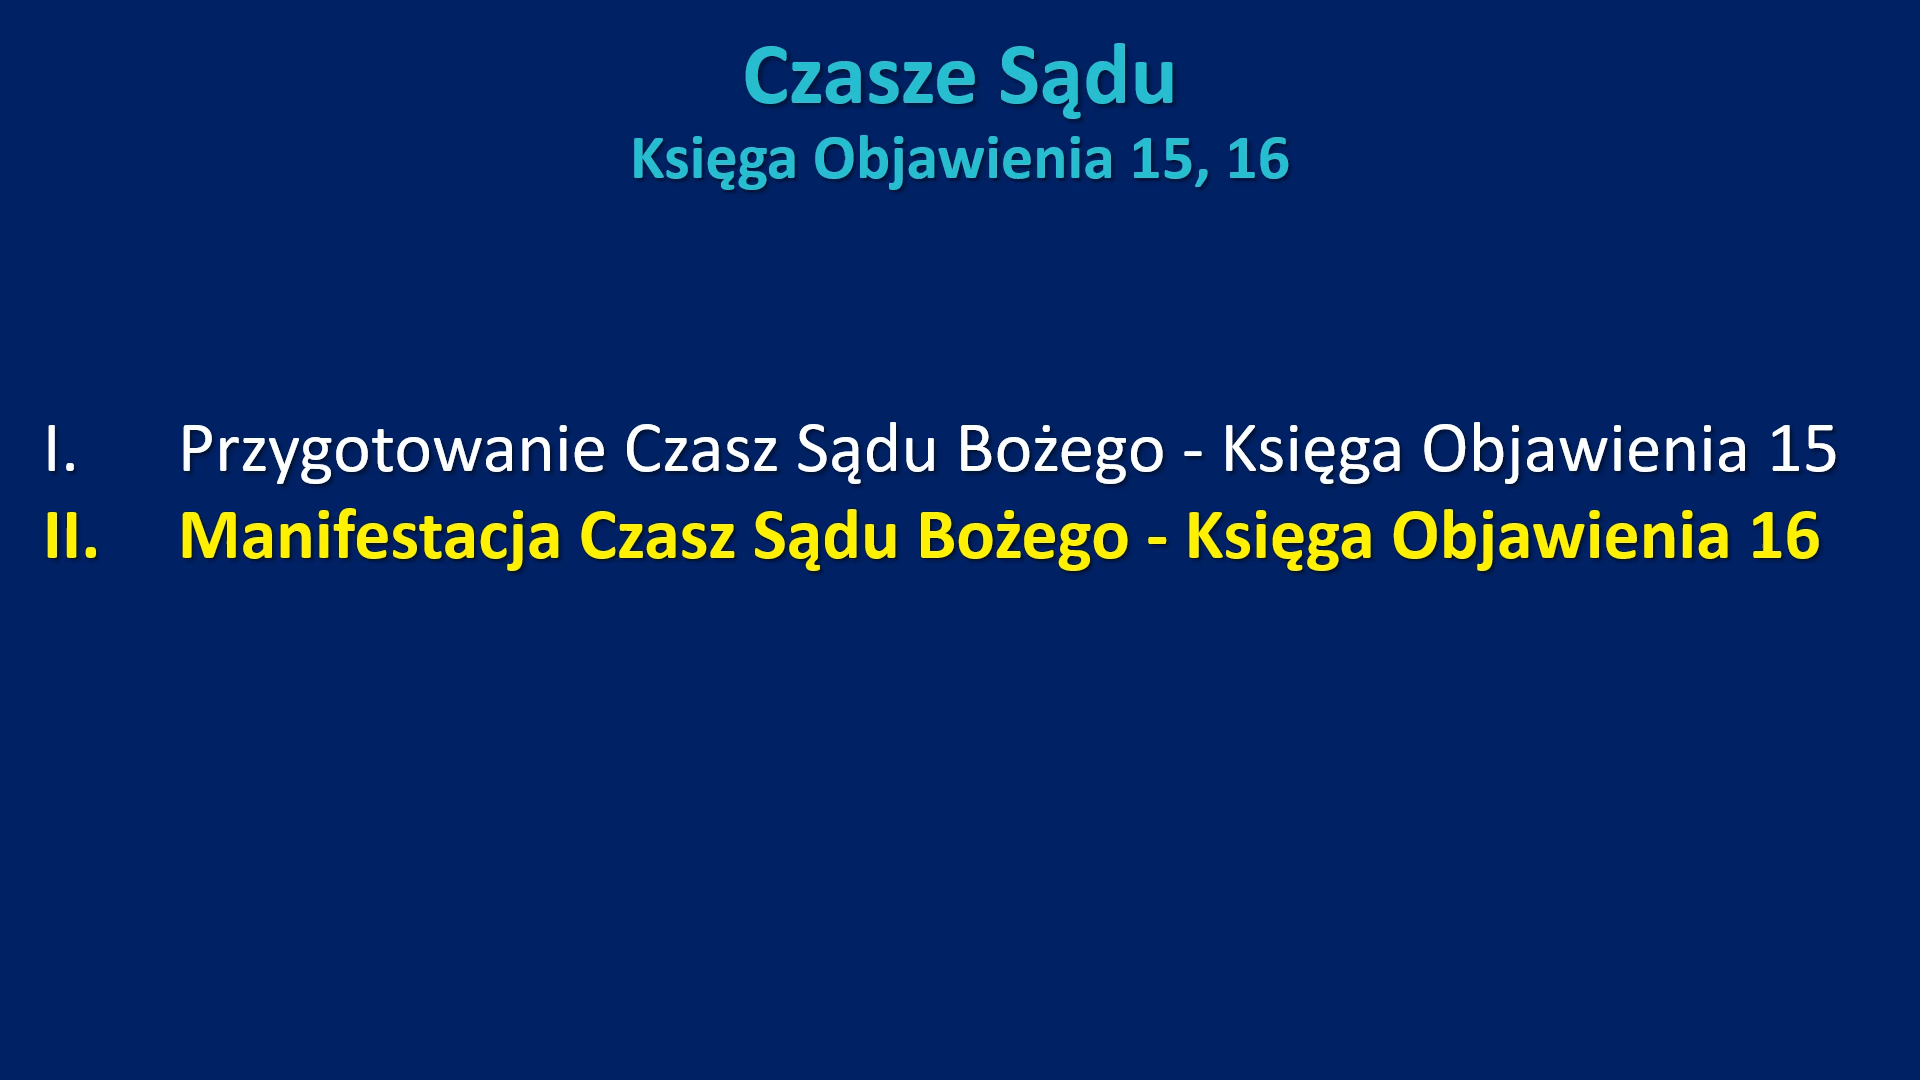 Czasze Sądu
Księga Objawienia 15, 16
I. Przygotowanie Czasz Sądu Bożego - Księga Objawienia 15
II. Manifestacja Czasz Sądu Bożego - Księga Objawienia 16